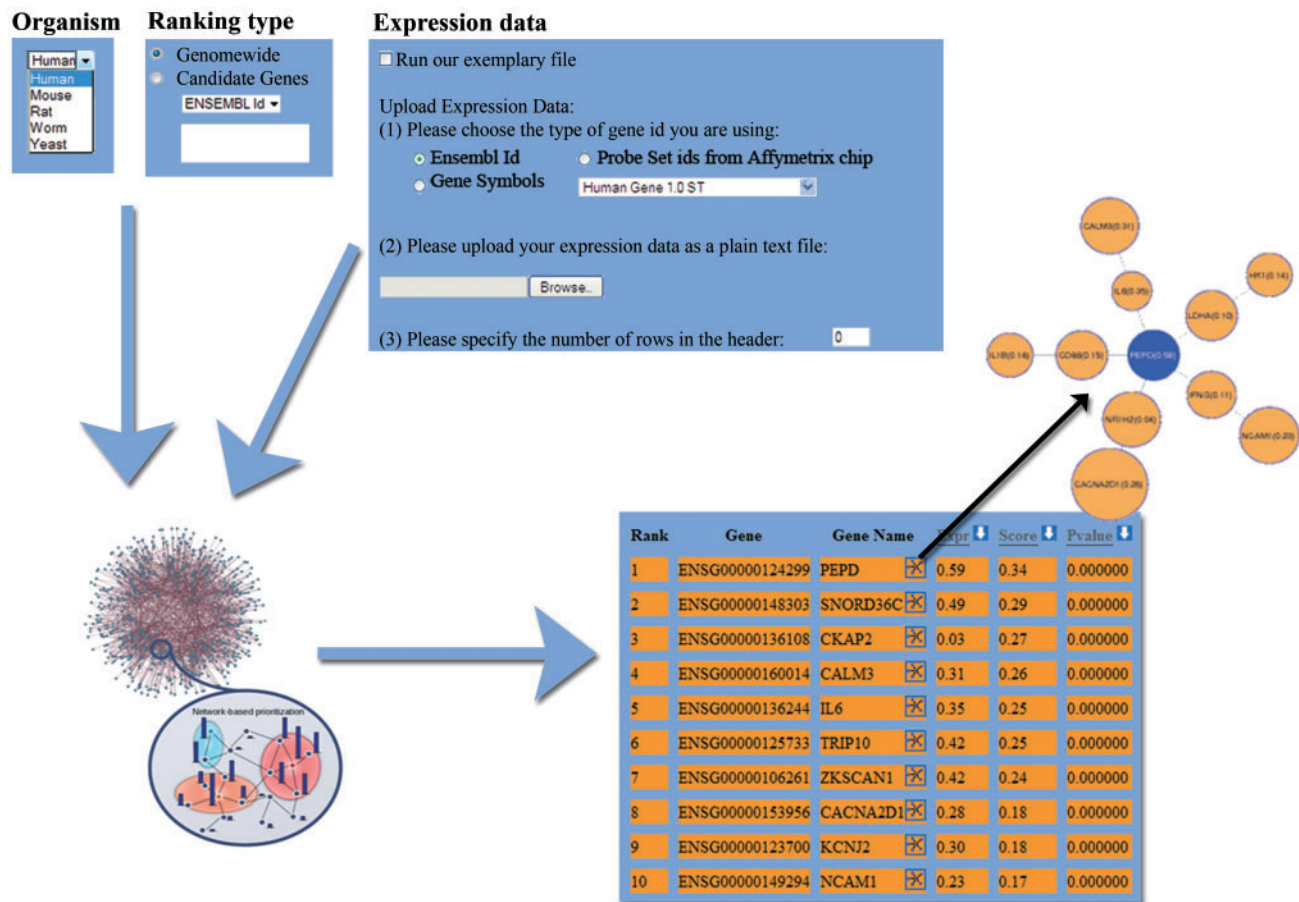 Organism
Human
Human
Mouse
Rat
Worm
Yeast
Ranking type
Genomewide
Candidate Genes
ENSEMBL Id
Expression data
Run our exemplary file
Upload Expression Data:
(1) Please choose the type of gene id you are using:
Ensembl Id
Probe Set ids from Affymetrix chip
Gene Symbols
Human Gene 1.0 ST
(2) Please upload your expression data as a plain text file:
Browse..
(3) Please specify the number of rows in the header: 0
CALM3(0.31)
IL6(0.35)
HK1(0.14)
LDHA(0.10)
IL1B(0.16)
CD86(0.15)
PEPD(0.59)
IFNG(0.11)
NR1H2(0.04)
NCAM1(0.23)
CACNA2D1(0.28)
Network-based prioritization
Rank Gene Gene Name Expr Score Pvalue
1 ENSG00000124299 PEPD 0.59 0.34 0.000000
2 ENSG00000148303 SNORD36C 0.49 0.29 0.000000
3 ENSG00000136108 CKAP2 0.03 0.27 0.000000
4 ENSG00000160014 CALM3 0.31 0.26 0.000000
5 ENSG00000136244 IL6 0.35 0.25 0.000000
6 ENSG00000125733 TRIP10 0.42 0.25 0.000000
7 ENSG00000106261 ZKSCAN1 0.42 0.24 0.000000
8 ENSG00000153956 CACNA2D1 0.28 0.18 0.000000
9 ENSG00000123700 KCNJ2 0.30 0.18 0.000000
10 ENSG00000149294 NCAM1 0.23 0.17 0.000000